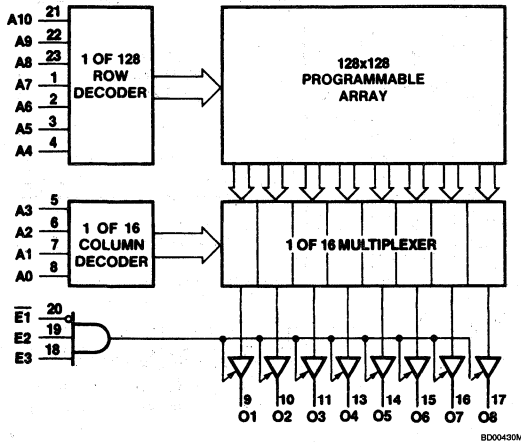 A10 21
A9 22
A8 23
A7 1
A6 2
A5 3
A4 4
1 OF 128
ROW
DECODER
128x128
PROGRAMMABLE
ARRAY
A3 5
A2 6
A1 7
A0 8
1 OF 16
COLUMN
DECODER
1 OF 16 MULTIPLEXER
E1 20
E2 19
E3 18
9 10 11 13 14 15 16 17
O1 O2 O3 O4 O5 O6 O7 O8
BD00430M